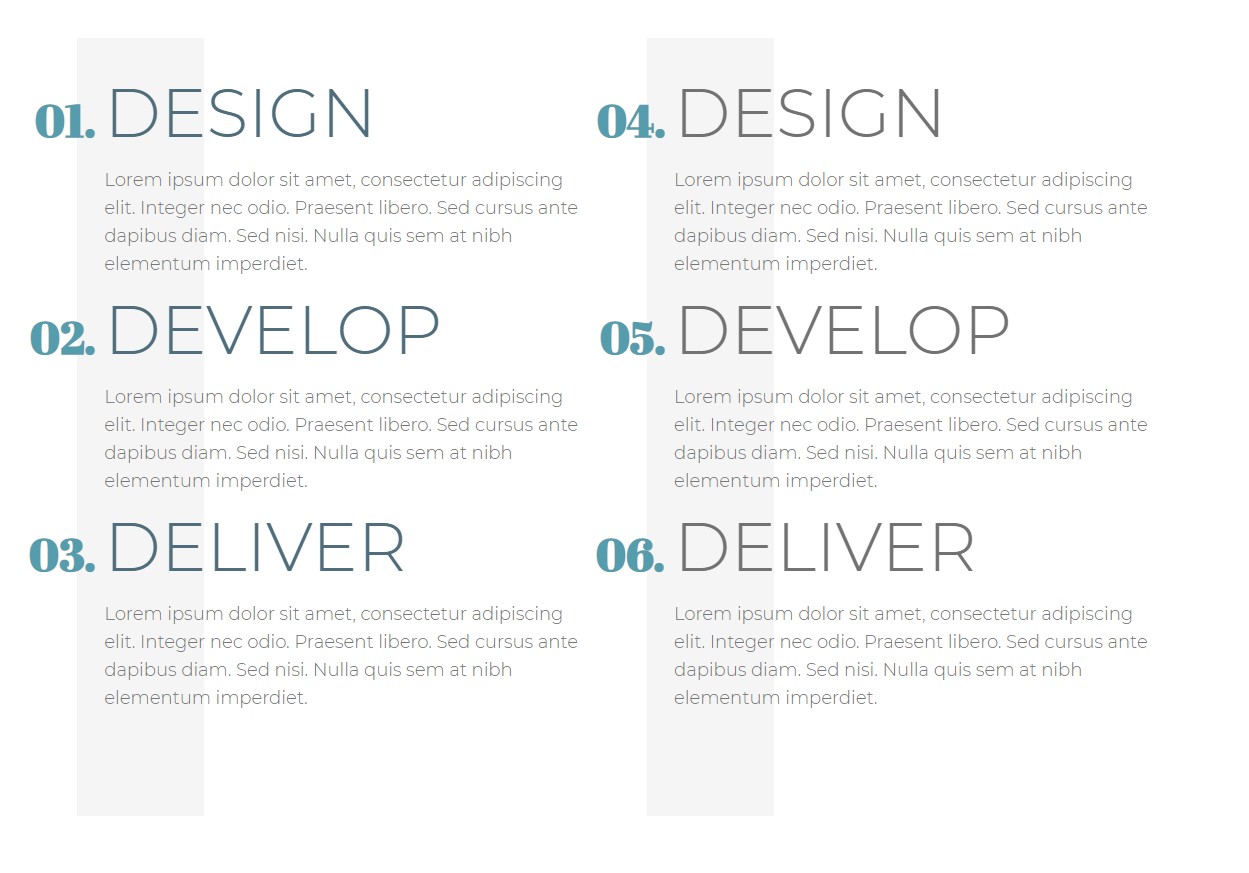 01. DESIGN
Lorem ipsum dolor sit amet, consectetur adipiscing
elit. Integer nec odio. Praesent libero. Sed cursus ante
dapibus diam. Sed nisi. Nulla quis sem at nibh
elementum imperdiet.
02. DEVELOP
Lorem ipsum dolor sit amet, consectetur adipiscing
elit. Integer nec odio. Praesent libero. Sed cursus ante
dapibus diam. Sed nisi. Nulla quis sem at nibh
elementum imperdiet.
03. DELIVER
Lorem ipsum dolor sit amet, consectetur adipiscing
elit. Integer nec odio. Praesent libero. Sed cursus ante
dapibus diam. Sed nisi. Nulla quis sem at nibh
elementum imperdiet.
04. DESIGN
Lorem ipsum dolor sit amet, consectetur adipiscing
elit. Integer nec odio. Praesent libero. Sed cursus ante
dapibus diam. Sed nisi. Nulla quis sem at nibh
elementum imperdiet.
05. DEVELOP
Lorem ipsum dolor sit amet, consectetur adipiscing
elit. Integer nec odio. Praesent libero. Sed cursus ante
dapibus diam. Sed nisi. Nulla quis sem at nibh
elementum imperdiet.
06. DELIVER
Lorem ipsum dolor sit amet, consectetur adipiscing
elit. Integer nec odio. Praesent libero. Sed cursus ante
dapibus diam. Sed nisi. Nulla quis sem at nibh
elementum imperdiet.